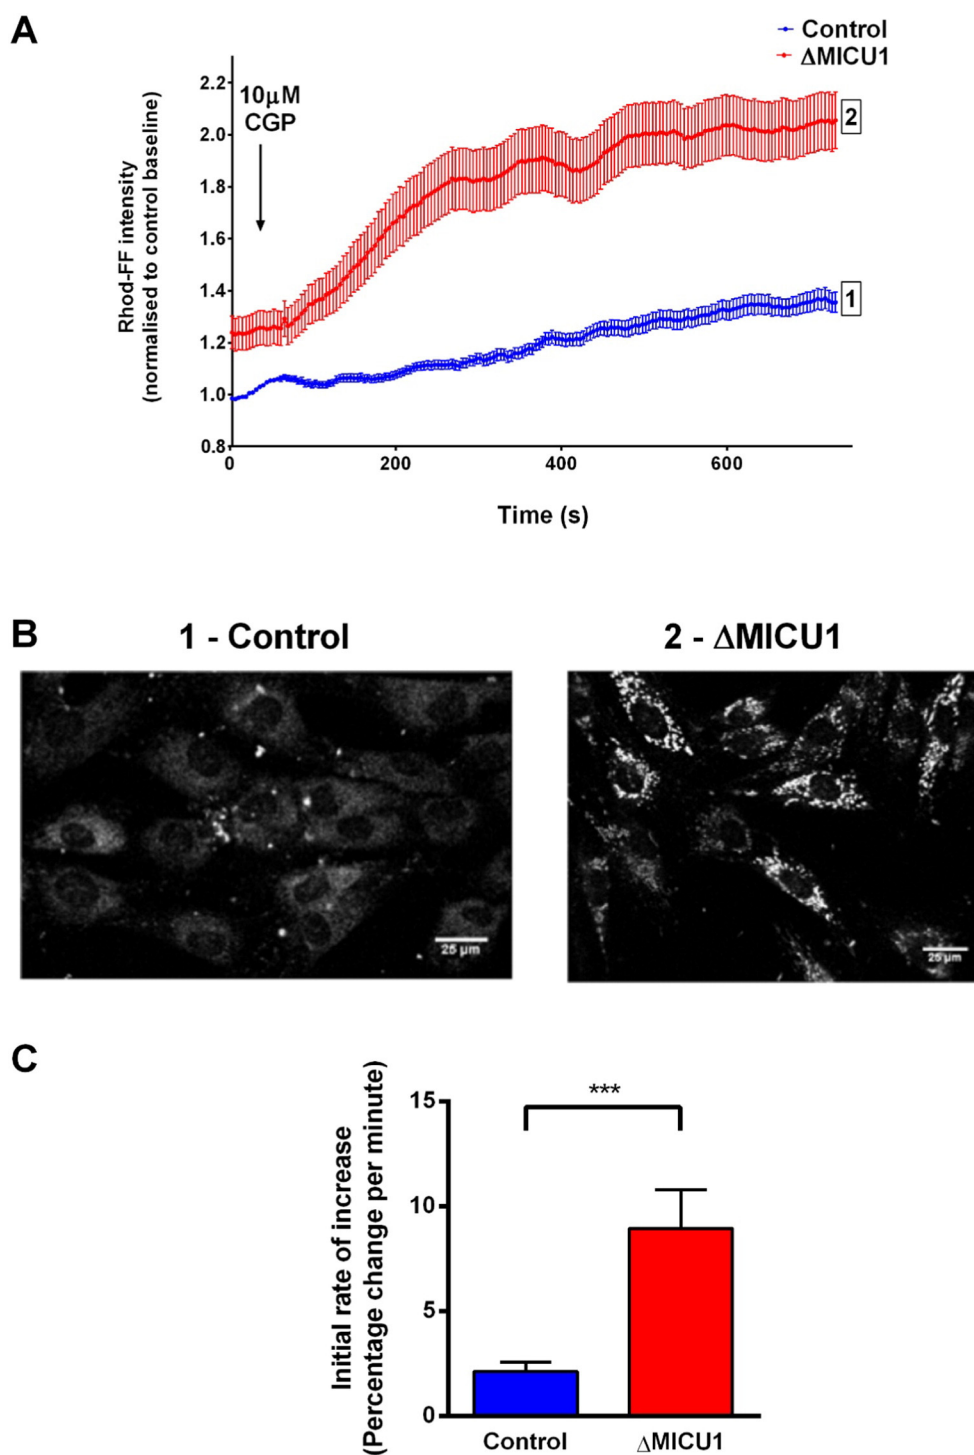 A
Control
ΔMICU1
10μM
CGP
Rhod-FF intensity
(normalised to control baseline)
2.2
2.0
1.8
1.6
1.4
1.2
1.0
0.8
2
1
0 200 400 600
Time (s)
B
1 - Control 2 - ΔMICU1
25 μm
25 μm
C
Initial rate of increase
(Percentage change per minute)
***
15
10
5
0
Control ΔMICU1